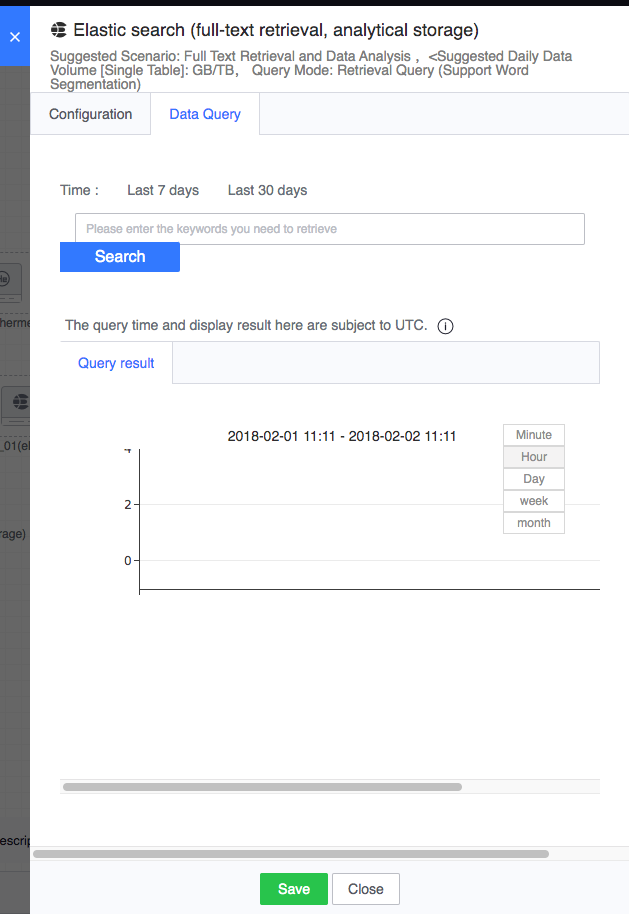 Elastic search (full-text retrieval, analytical storage)
Suggested Scenario: Full Text Retrieval and Data Analysis , <Suggested Daily Data
Volume [Single Table]: GB/TB, Query Mode: Retrieval Query (Support Word
Segmentation)
Configuration Data Query
Time : Last 7 days Last 30 days
Please enter the keywords you need to retrieve
Search
The query time and display result here are subject to UTC.
Query result
2018-02-01 11:11 - 2018-02-02 11:11
Minute
Hour
Day
week
month
4
2
0
_01(el
rage)
Save Close